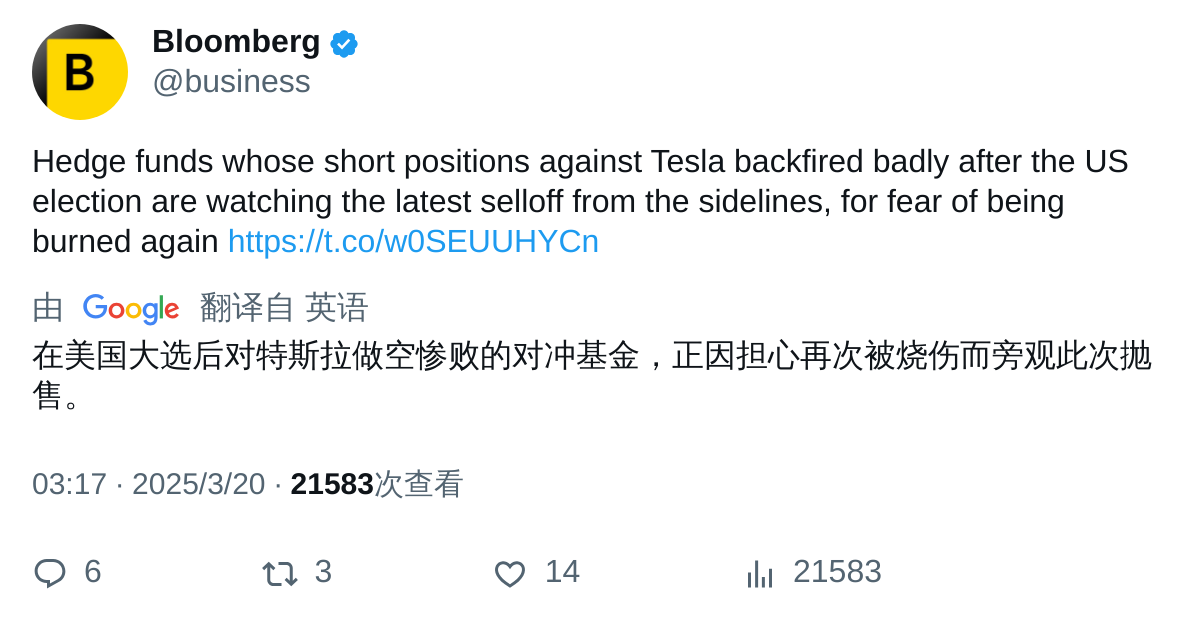 B
Bloomberg
@business
Hedge funds whose short positions against Tesla backfired badly after the US
election are watching the latest selloff from the sidelines, for fear of being
burned again https://t.co/w0SEUUHYCn
由 Google 翻译自 英语
在美国大选后对特斯拉做空惨败的对冲基金，正因担心再次被烧伤而旁观此次抛
售。
03:17 · 2025/3/20 · 21583次查看
6 3 14 21583